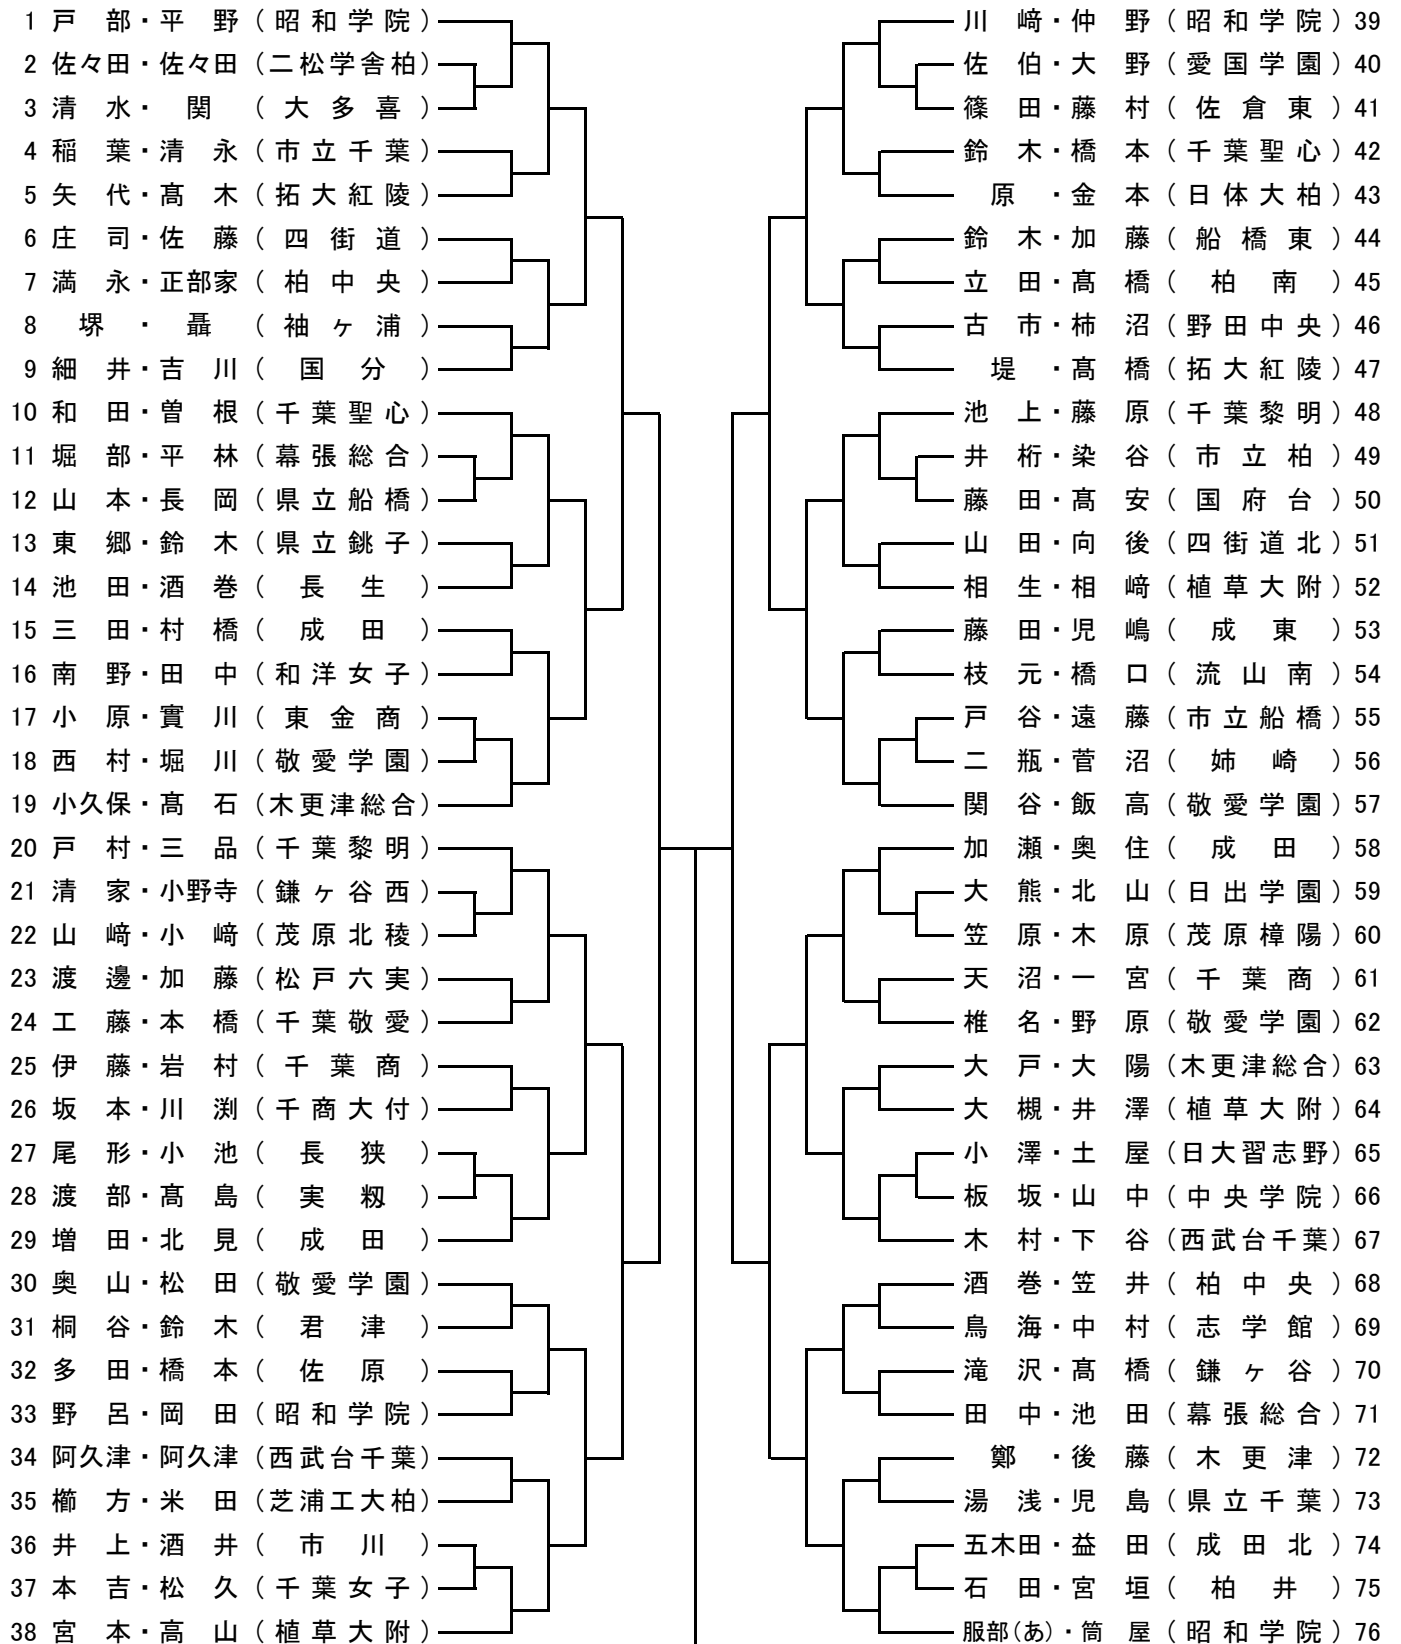 1 戸部・平野（昭和学院）
2 佐々田・佐々田（二松学舎柏）
3 清水・関（大多喜）
4 稲葉・清永（市立千葉）
5 矢代・髙木（拓大紅陵）
6 庄司・佐藤（四街道）
7 満永・正部家（柏中央）
8 堺・聶（袖ヶ浦）
9 細井・吉川（国分）
10 和田・曽根（千葉聖心）
11 堀部・平林（幕張総合）
12 山本・長岡（県立船橋）
13 東郷・鈴木（県立銚子）
14 池田・酒巻（長生）
15 三田・村橋（成田）
16 南野・田中（和洋女子）
17 小原・實川（東金商）
18 西村・堀川（敬愛学園）
19 小久保・髙石（木更津総合）
20 戸村・三品（千葉黎明）
21 清家・小野寺（鎌ヶ谷西）
22 山﨑・小﨑（茂原北稜）
23 渡邊・加藤（松戸六実）
24 工藤・本橋（千葉敬愛）
25 伊藤・岩村（千葉商）
26 坂本・川渕（千商大付）
27 尾形・小池（長狭）
28 渡部・髙島（実籾）
29 増田・北見（成田）
30 奥山・松田（敬愛学園）
31 桐谷・鈴木（君津）
32 多田・橋本（佐原）
33 野呂・岡田（昭和学院）
34 阿久津・阿久津（西武台千葉）
35 櫛方・米田（芝浦工大柏）
36 井上・酒井（市川）
37 本吉・松久（千葉女子）
38 宮本・高山（植草大附）
川﨑・仲野（昭和学院）39
佐伯・大野（愛国学園）40
篠田・藤村（佐倉東）41
鈴木・橋本（千葉聖心）42
原・金本（日体大柏）43
鈴木・加藤（船橋東）44
立田・髙橋（柏南）45
古市・柿沼（野田中央）46
堤・髙橋（拓大紅陵）47
池上・藤原（千葉黎明）48
井桁・染谷（市立柏）49
藤田・髙安（国府台）50
山田・向後（四街道北）51
相生・相﨑（植草大附）52
藤田・児嶋（成東）53
枝元・橋口（流山南）54
戸谷・遠藤（市立船橋）55
二瓶・菅沼（姉崎）56
関谷・飯高（敬愛学園）57
加瀬・奥住（成田）58
大熊・北山（日出学園）59
笠原・木原（茂原樟陽）60
天沼・一宮（千葉商）61
椎名・野原（敬愛学園）62
大戸・大陽（木更津総合）63
大槻・井澤（植草大附）64
小澤・土屋（日大習志野）65
板坂・山中（中央学院）66
木村・下谷（西武台千葉）67
酒巻・笠井（柏中央）68
鳥海・中村（志学館）69
滝沢・髙橋（鎌ヶ谷）70
田中・池田（幕張総合）71
鄭・後藤（木更津）72
湯浅・児島（県立千葉）73
五木田・益田（成田北）74
石田・宮垣（柏井）75
服部(あ)・筒屋（昭和学院）76